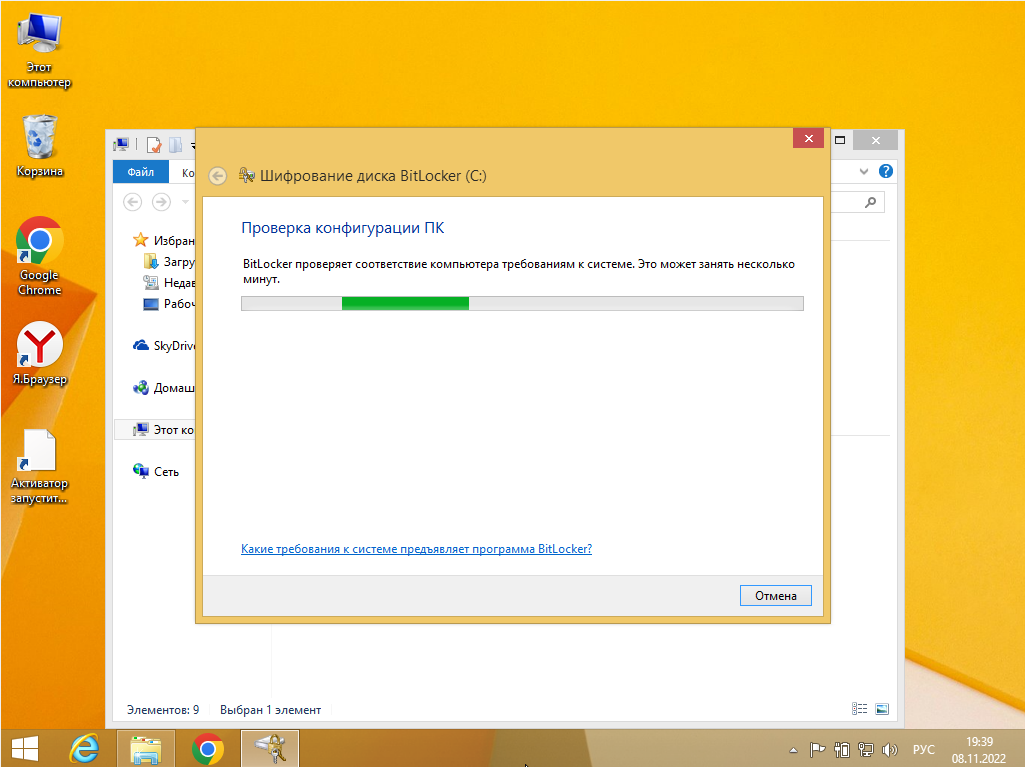 Этот
компьютер
Корзина
Google
Chrome
Я.Браузер
Активатор
запустит...
Файл
Ко
Избран
Загру
Недав
Рабоч
SkyDrive
Домаш
Этот ко
Сеть
Элементов: 9 Выбран 1 элемент
Шифрование диска BitLocker (C:)
Проверка конфигурации ПК
BitLocker проверяет соответствие компьютера требованиям к системе. Это может занять несколько
минут.
Какие требования к системе предъявляет программа BitLocker?
Отмена
РУС
19:39
08.11.2022